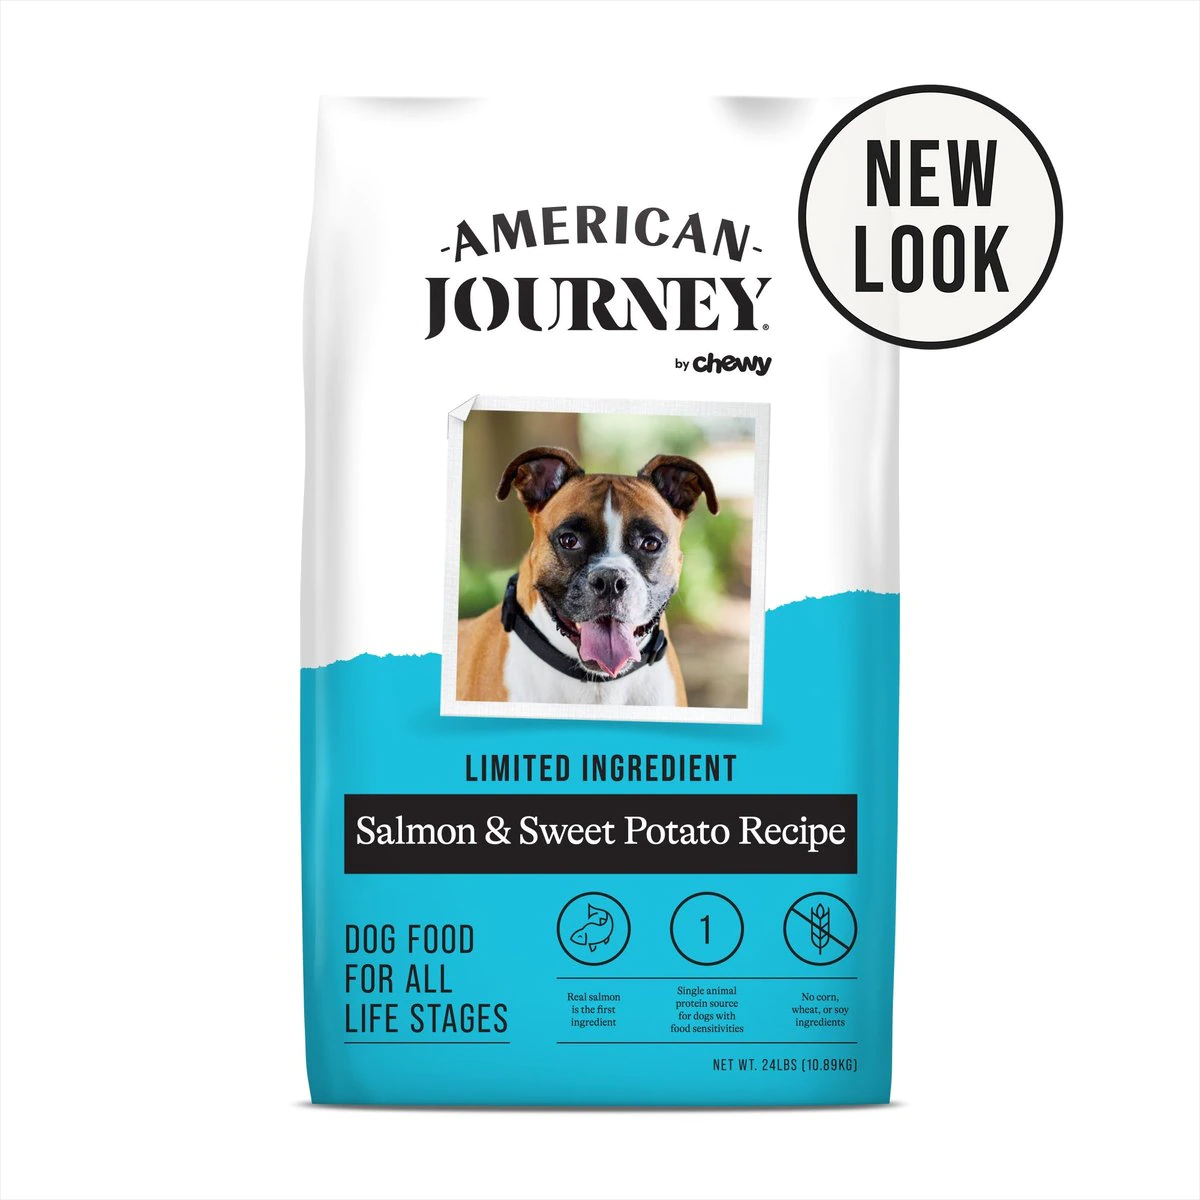 NEW
LOOK
-AMERICAN-
JOURNEY®
by chewy
LIMITED INGREDIENT
Salmon & Sweet Potato Recipe
DOG FOOD
FOR ALL
LIFE STAGES
Real salmon
is the first
ingredient
1
Single animal
protein source
for dogs with
food sensitivities
No corn,
wheat, or soy
ingredients
NET WT. 24LBS (10.89KG)